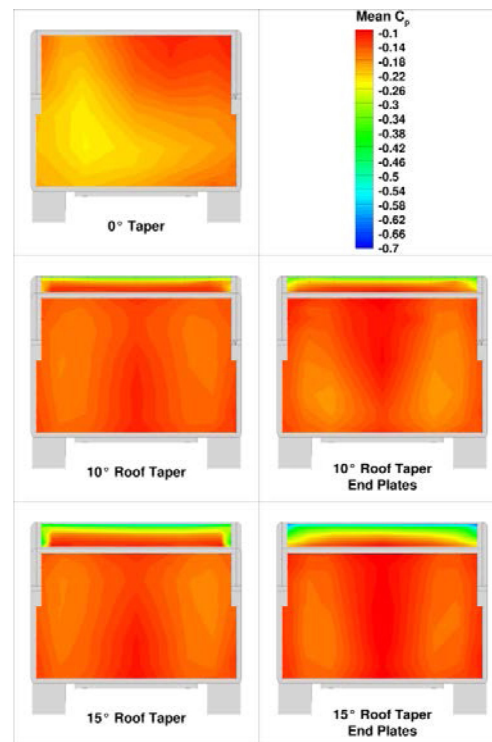 Mean Cp
-0.1
-0.14
-0.18
-0.22
-0.26
-0.3
-0.34
-0.38
-0.42
-0.46
-0.5
-0.54
-0.58
-0.62
-0.66
-0.7
0° Taper
10° Roof Taper
10° Roof Taper
End Plates
15° Roof Taper
15° Roof Taper
End Plates